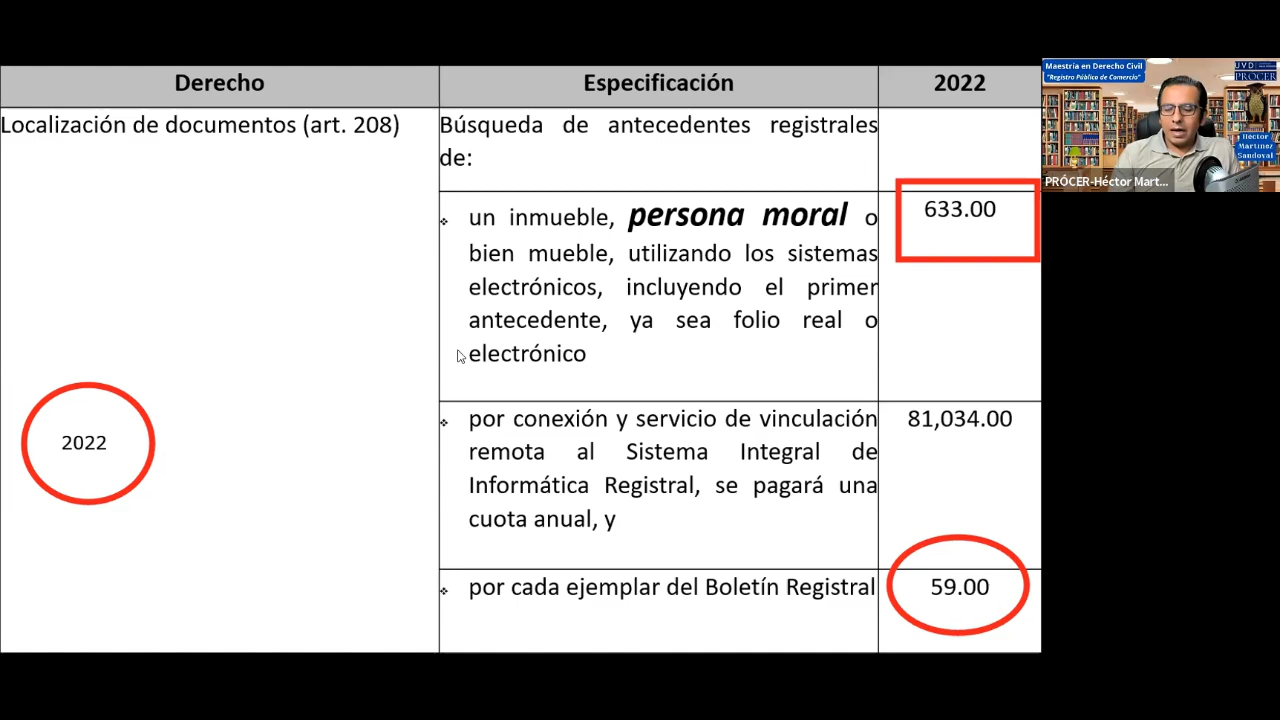 Derecho
Especificación
2022
Localización de documentos (art. 208)
Búsqueda de antecedentes registrales
de:
un inmueble, persona moral o
bien mueble, utilizando los sistemas
electrónicos, incluyendo el primer
antecedente, ya sea folio real o
electrónico
633.00
2022
por conexión y servicio de vinculación
remota al Sistema Integral de
Informática Registral, se pagará una
cuota anual, y
81,034.00
por cada ejemplar del Boletín Registral
59.00
Maestría en Derecho Civil
"Registro Público de Comercio"
UVD
PRÓCER
Héctor
Martínez
Sandoval
PRÓCER-Héctor Mart...